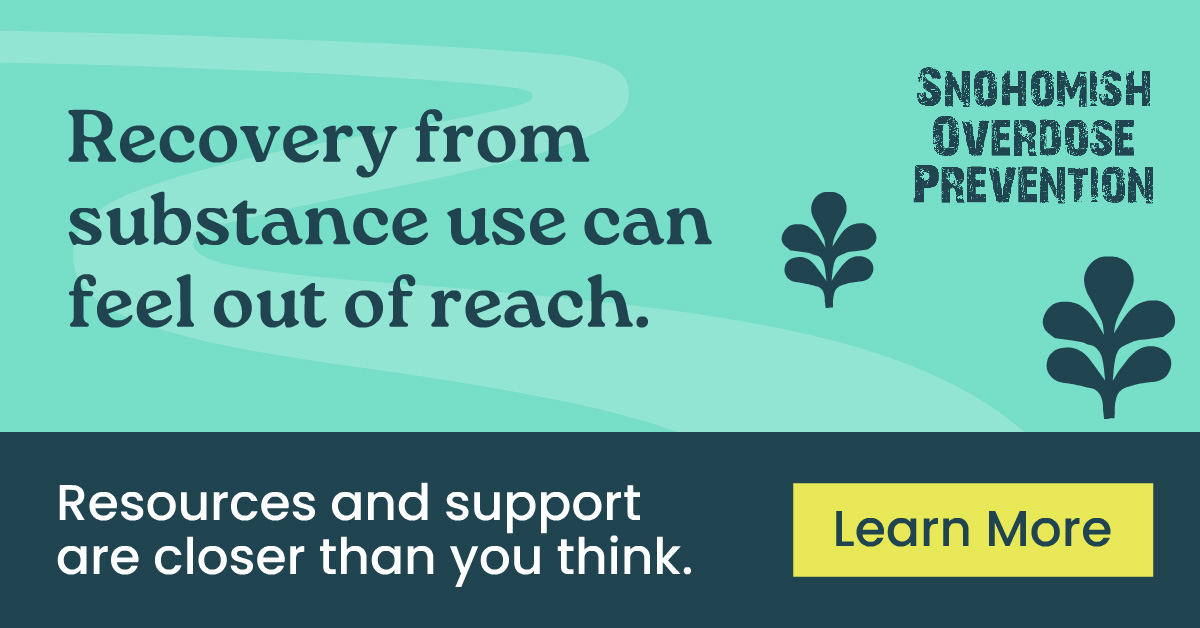 Recovery from
substance use can
feel out of reach.
SNOHOMISH
OVERDOSE
PREVENTION
Resources and support
are closer than you think.
Learn More